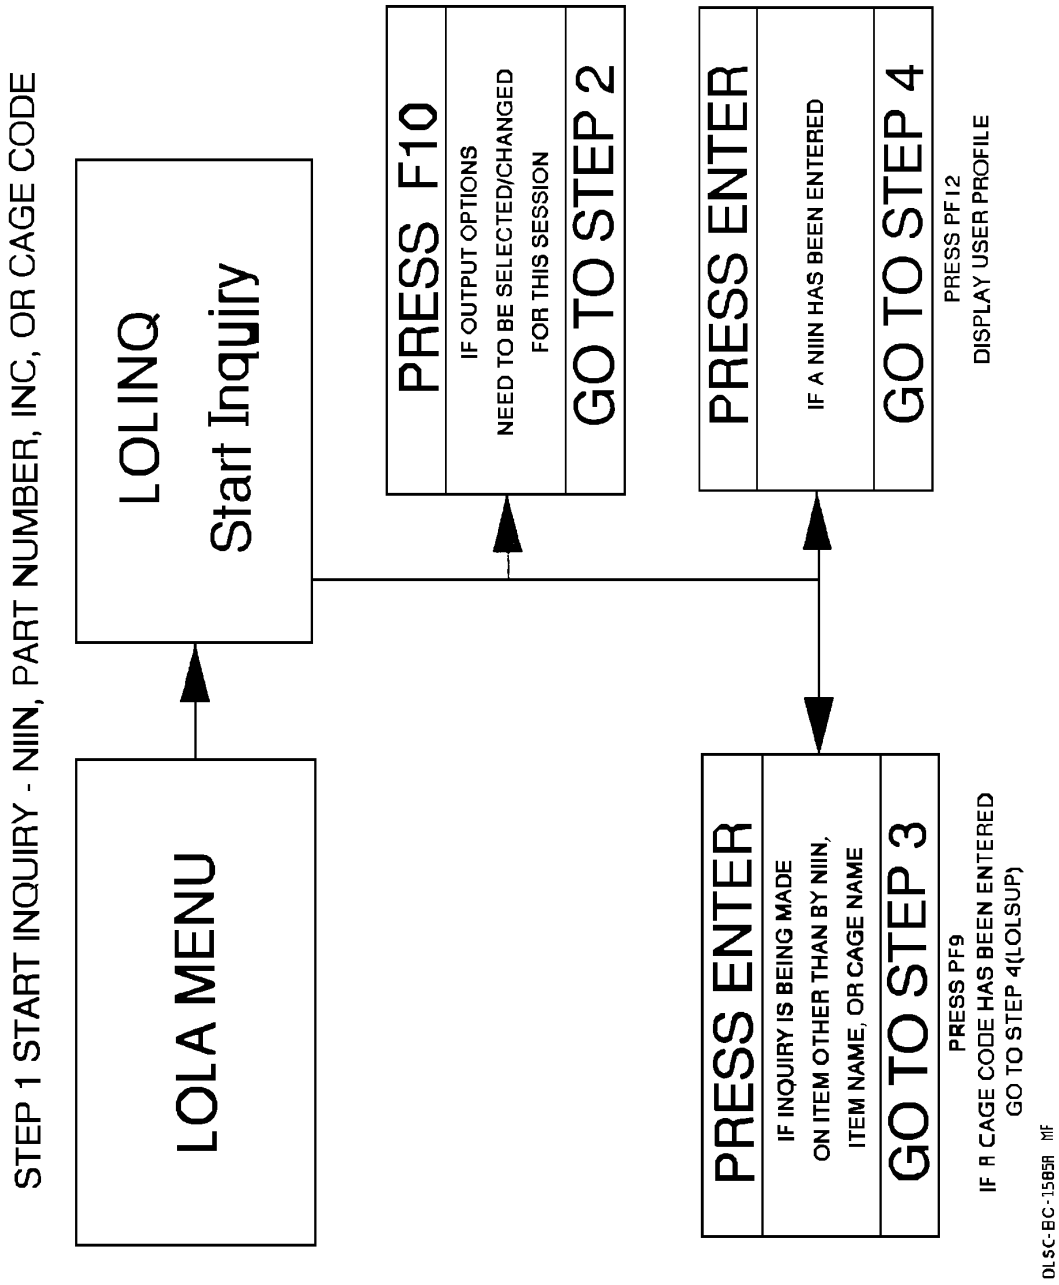 STEP 1 START INQUIRY - NIIN, PART NUMBER, INC, OR CAGE CODE
LOLA MENU
LOLINQ
Start Inquiry
PRESS F10
IF OUTPUT OPTIONS
NEED TO BE SELECTED/CHANGED
FOR THIS SESSION
GO TO STEP 2
PRESS ENTER
IF INQUIRY IS BEING MADE
ON ITEM OTHER THAN BY NIIN,
ITEM NAME, OR CAGE NAME
GO TO STEP 3
PRESS PF9
IF A CAGE CODE HAS BEEN ENTERED
GO TO STEP 4(LOLSUP)
PRESS ENTER
IF A NIIN HAS BEEN ENTERED
GO TO STEP 4
PRESS PF12
DISPLAY USER PROFILE
DLSC-BC-1585A MF